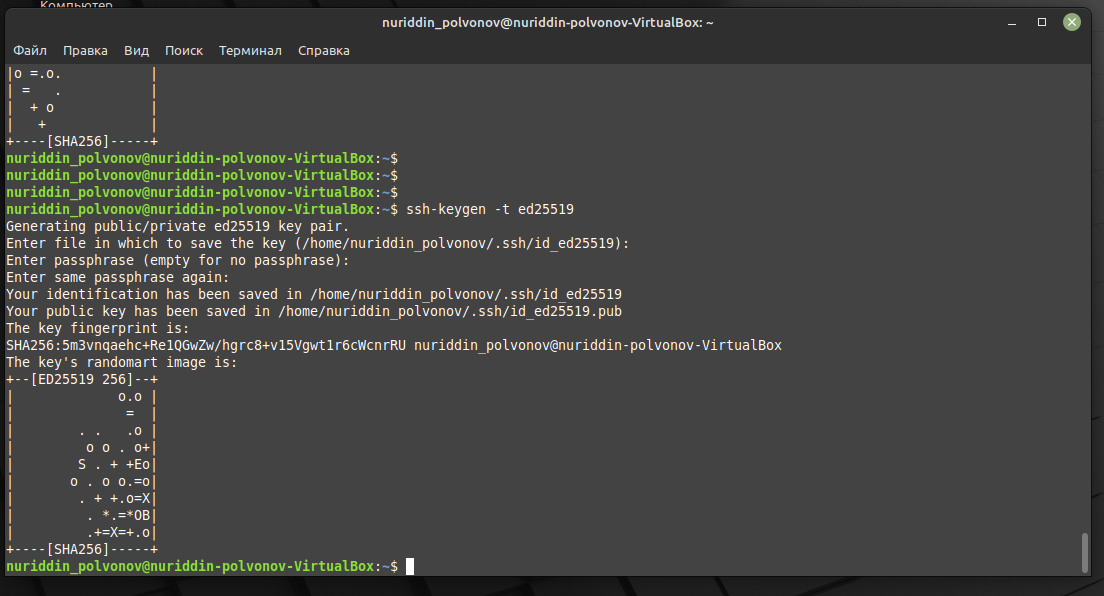 Компьютер
nuriddin_polvonov@nuriddin-polvonov-VirtualBox: ~
Файл Правка Вид Поиск Терминал Справка
|o =.o.           |
| =   .           |
|  + o            |
|   +             |
+----[SHA256]-----+
nuriddin_polvonov@nuriddin-polvonov-VirtualBox:~$
nuriddin_polvonov@nuriddin-polvonov-VirtualBox:~$
nuriddin_polvonov@nuriddin-polvonov-VirtualBox:~$
nuriddin_polvonov@nuriddin-polvonov-VirtualBox:~$ ssh-keygen -t ed25519
Generating public/private ed25519 key pair.
Enter file in which to save the key (/home/nuriddin_polvonov/.ssh/id_ed25519):
Enter passphrase (empty for no passphrase):
Enter same passphrase again:
Your identification has been saved in /home/nuriddin_polvonov/.ssh/id_ed25519
Your public key has been saved in /home/nuriddin_polvonov/.ssh/id_ed25519.pub
The key fingerprint is:
SHA256:5m3vnqaehc+Re1QGwZw/hgrc8+v15Vgwt1r6cWcnrRU nuriddin_polvonov@nuriddin-polvonov-VirtualBox
The key's randomart image is:
+--[ED25519 256]--+
|             o.o |
|              =  |
|        . .   .o |
|         o o . o+|
|        S . + +Eo|
|       o . o o.=o|
|        . + +.o=X|
|         . *.=*OB|
|         .+=X=+.o|
+----[SHA256]-----+
nuriddin_polvonov@nuriddin-polvonov-VirtualBox:~$